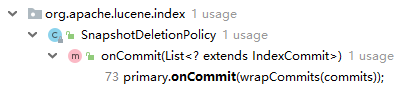 org.apache.lucene.index 1 usage
SnapshotDeletionPolicy 1 usage
onCommit(List<? extends IndexCommit>) 1 usage
73 primary.onCommit(wrapCommits(commits));